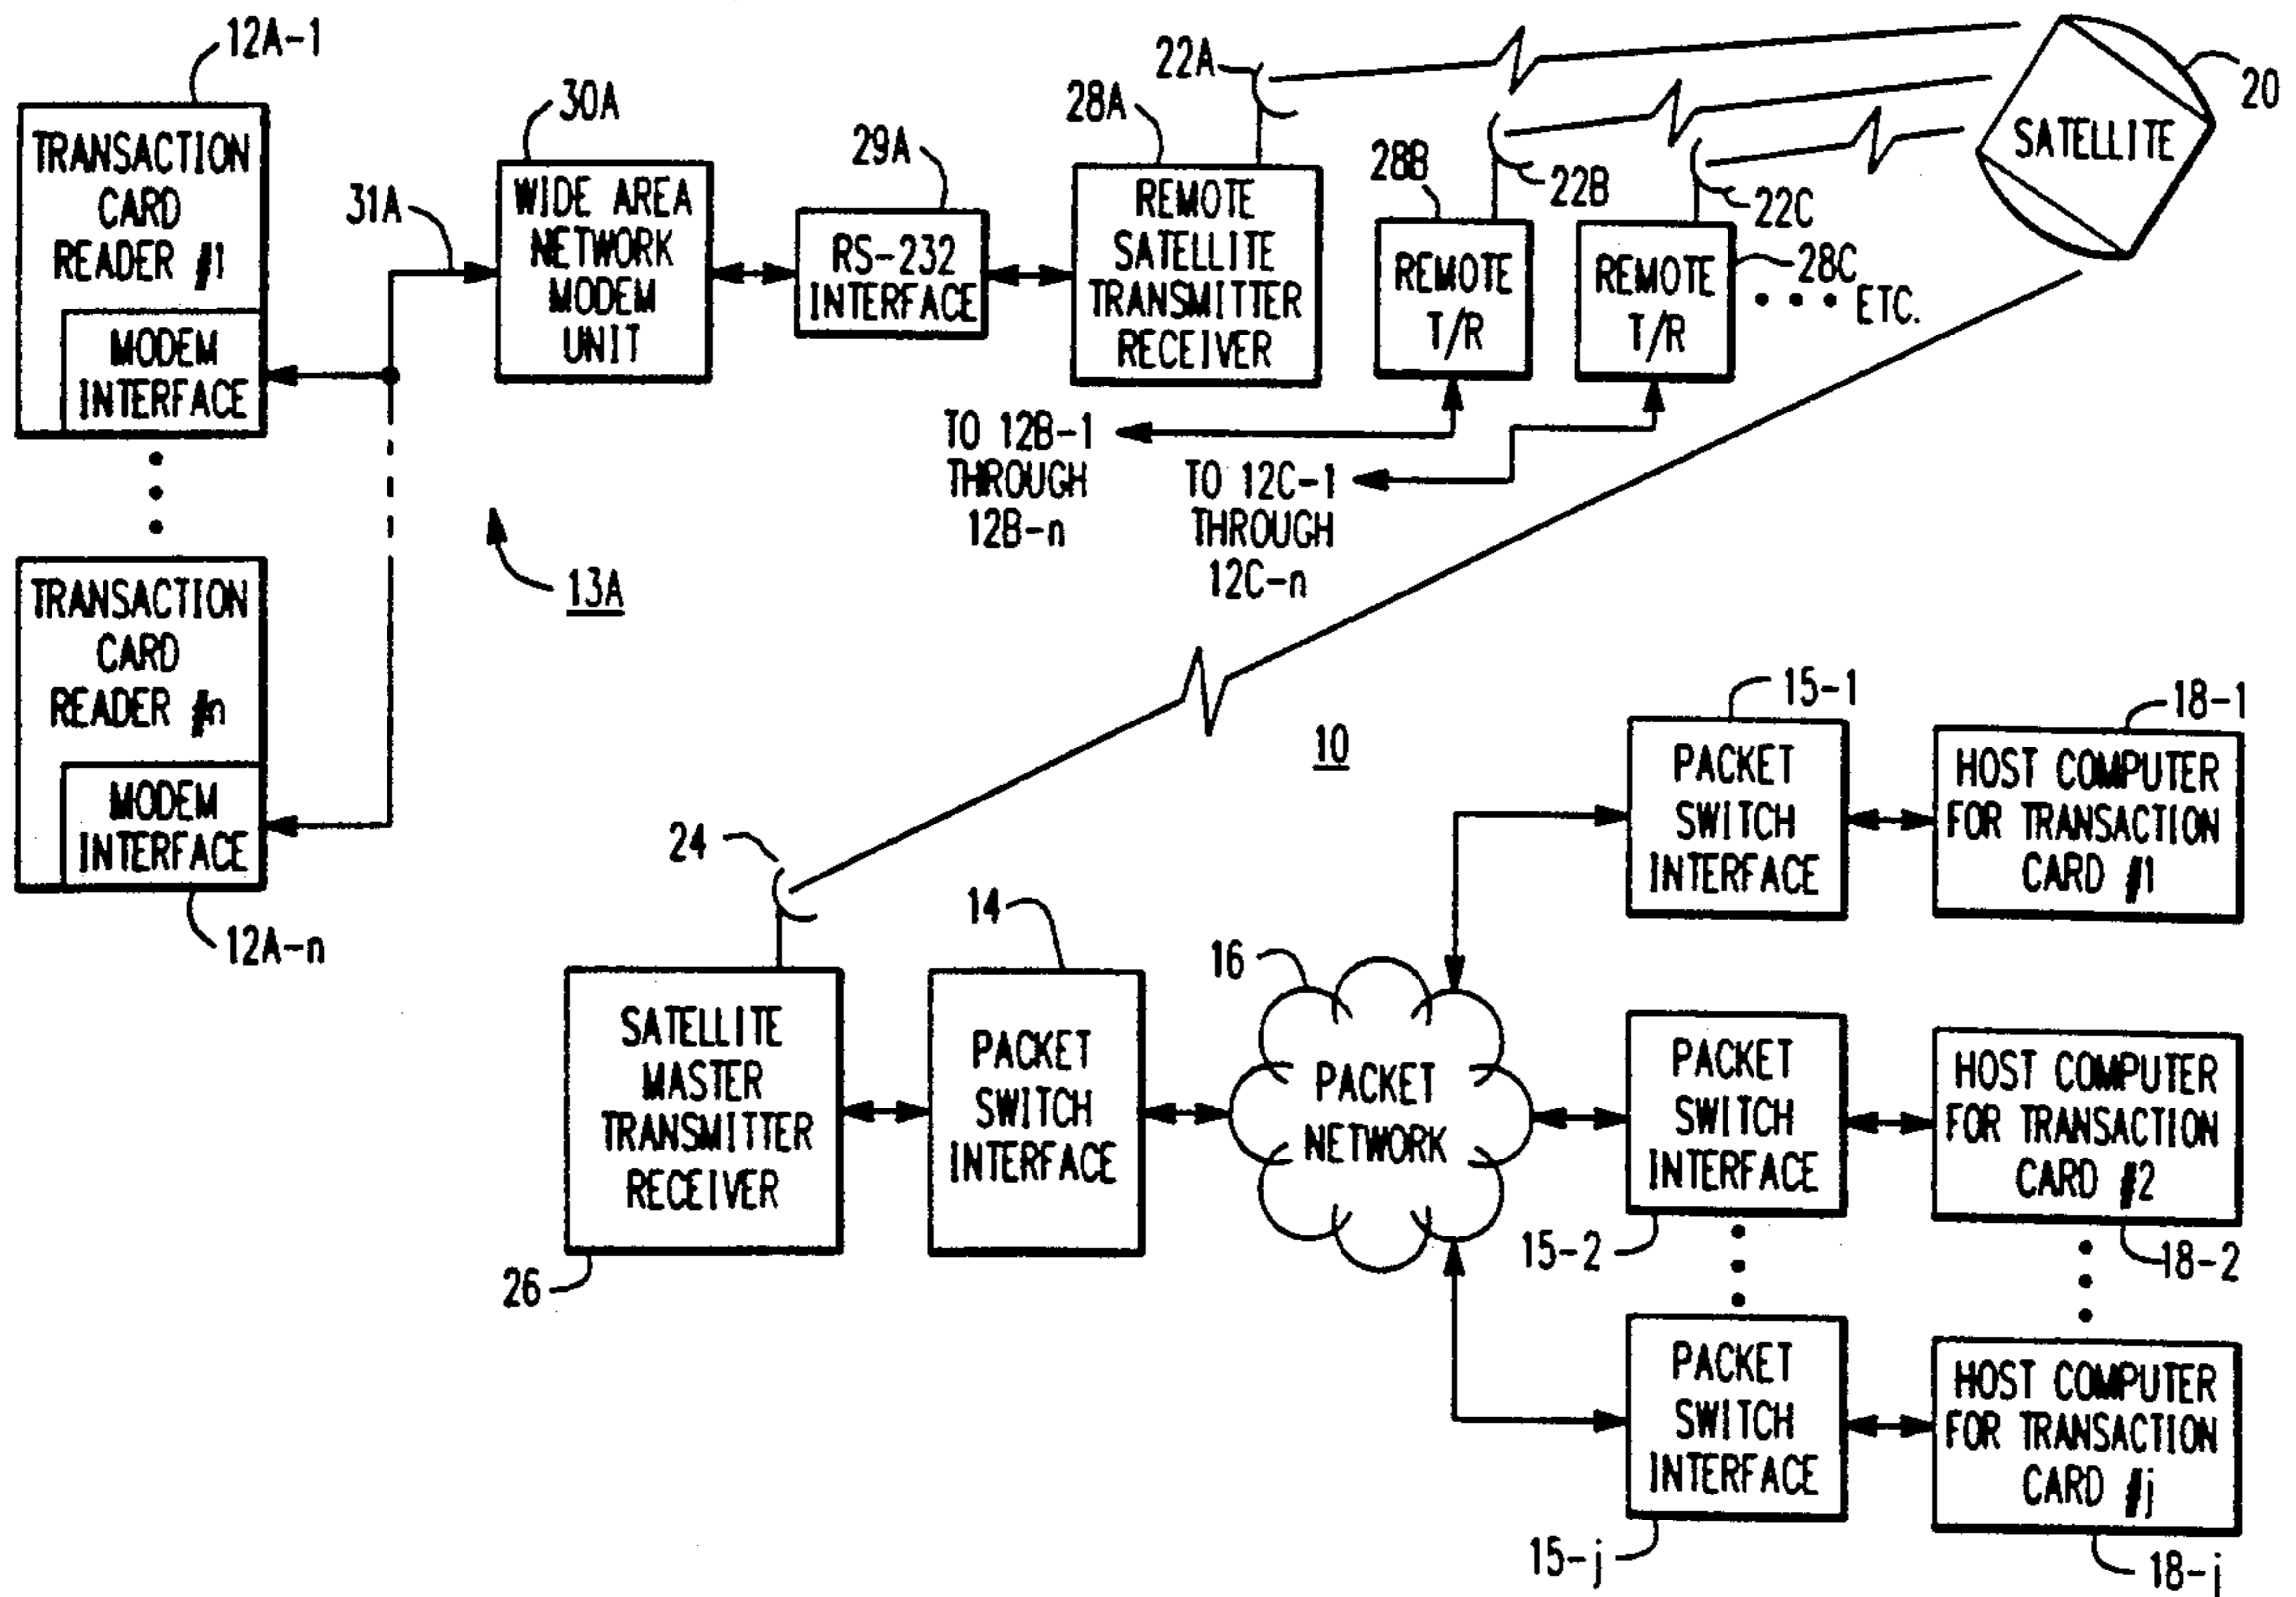 12A-1
TRANSACTION
CARD
READER #1
MODEM
INTERFACE
31A
30A
WIDE AREA
NETWORK
MODEM
UNIT
29A
RS-232
INTERFACE
28A
22A
REMOTE
SATELLITE
TRANSMITTER
RECEIVER
28B
22B
REMOTE
T/R
22C
28C
REMOTE
T/R
ETC.
SATELLITE
20
TO 12B-1
THROUGH
12B-n
TO 12C-1
THROUGH
12C-n
13A
TRANSACTION
CARD
READER #n
MODEM
INTERFACE
12A-n
10
24
SATELLITE
MASTER
TRANSMITTER
RECEIVER
26
14
PACKET
SWITCH
INTERFACE
16
PACKET
NETWORK
15-1
PACKET
SWITCH
INTERFACE
18-1
HOST COMPUTER
FOR TRANSACTION
CARD #1
PACKET
SWITCH
INTERFACE
15-2
HOST COMPUTER
FOR TRANSACTION
CARD #2
18-2
PACKET
SWITCH
INTERFACE
15-j
HOST COMPUTER
FOR TRANSACTION
CARD #j
18-j